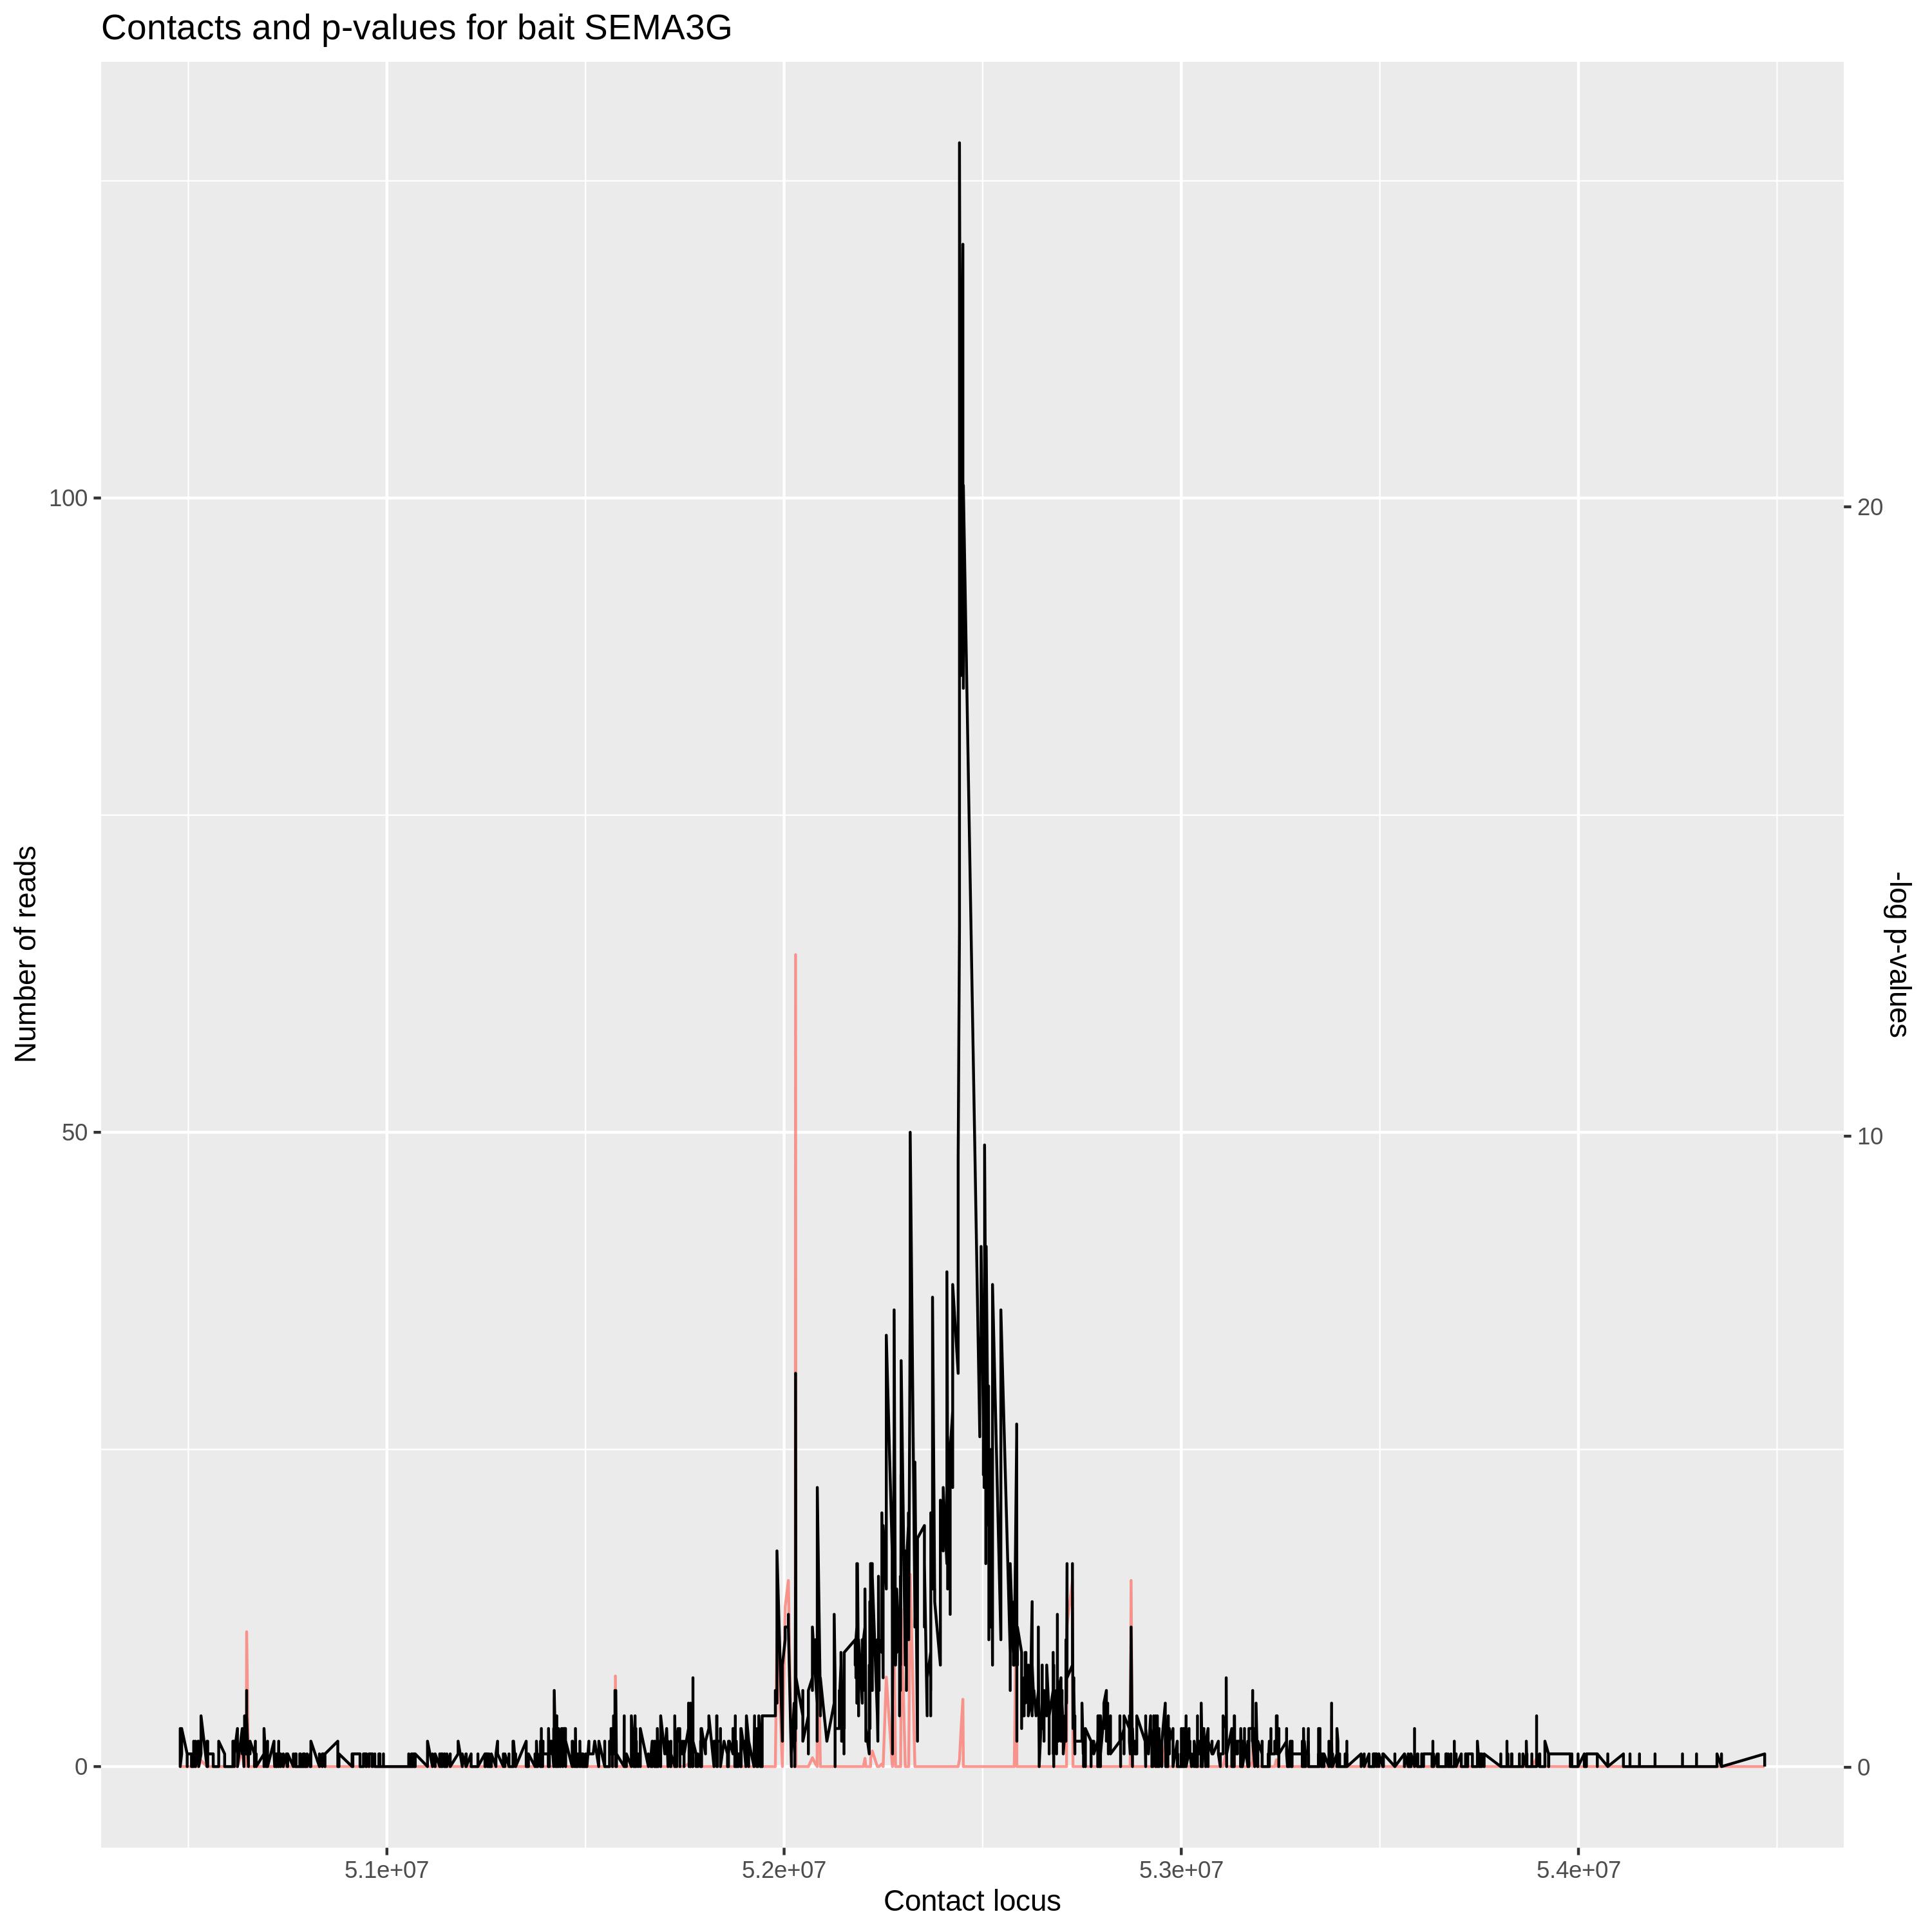 Contacts and p-values for bait SEMA3G
100
50
0
Number of reads
20
10
0
-log p-values
5.1e+07
5.2e+07
5.3e+07
5.4e+07
Contact locus